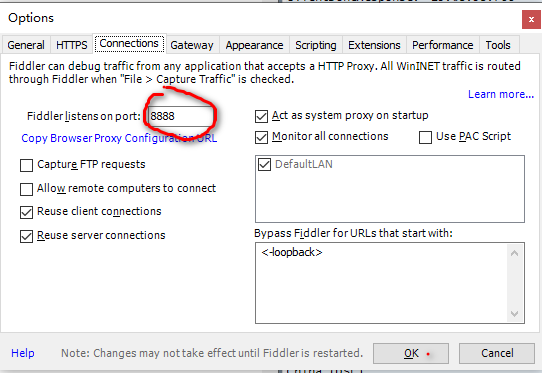 Options
General HTTPS Connections Gateway Appearance Scripting Extensions Performance Tools
Fiddler can debug traffic from any application that accepts a HTTP Proxy. All WinINET traffic is routed
through Fiddler when "File > Capture Traffic" is checked.
Learn more...
Fiddler listens on port: 8888
Copy Browser Proxy Configuration URL
Capture FTP requests
Allow remote computers to connect
Reuse client connections
Reuse server connections
Act as system proxy on startup
Monitor all connections Use PAC Script
DefaultLAN
Bypass Fiddler for URLs that start with:
<-loopback>
Help Note: Changes may not take effect until Fiddler is restarted. OK Cancel